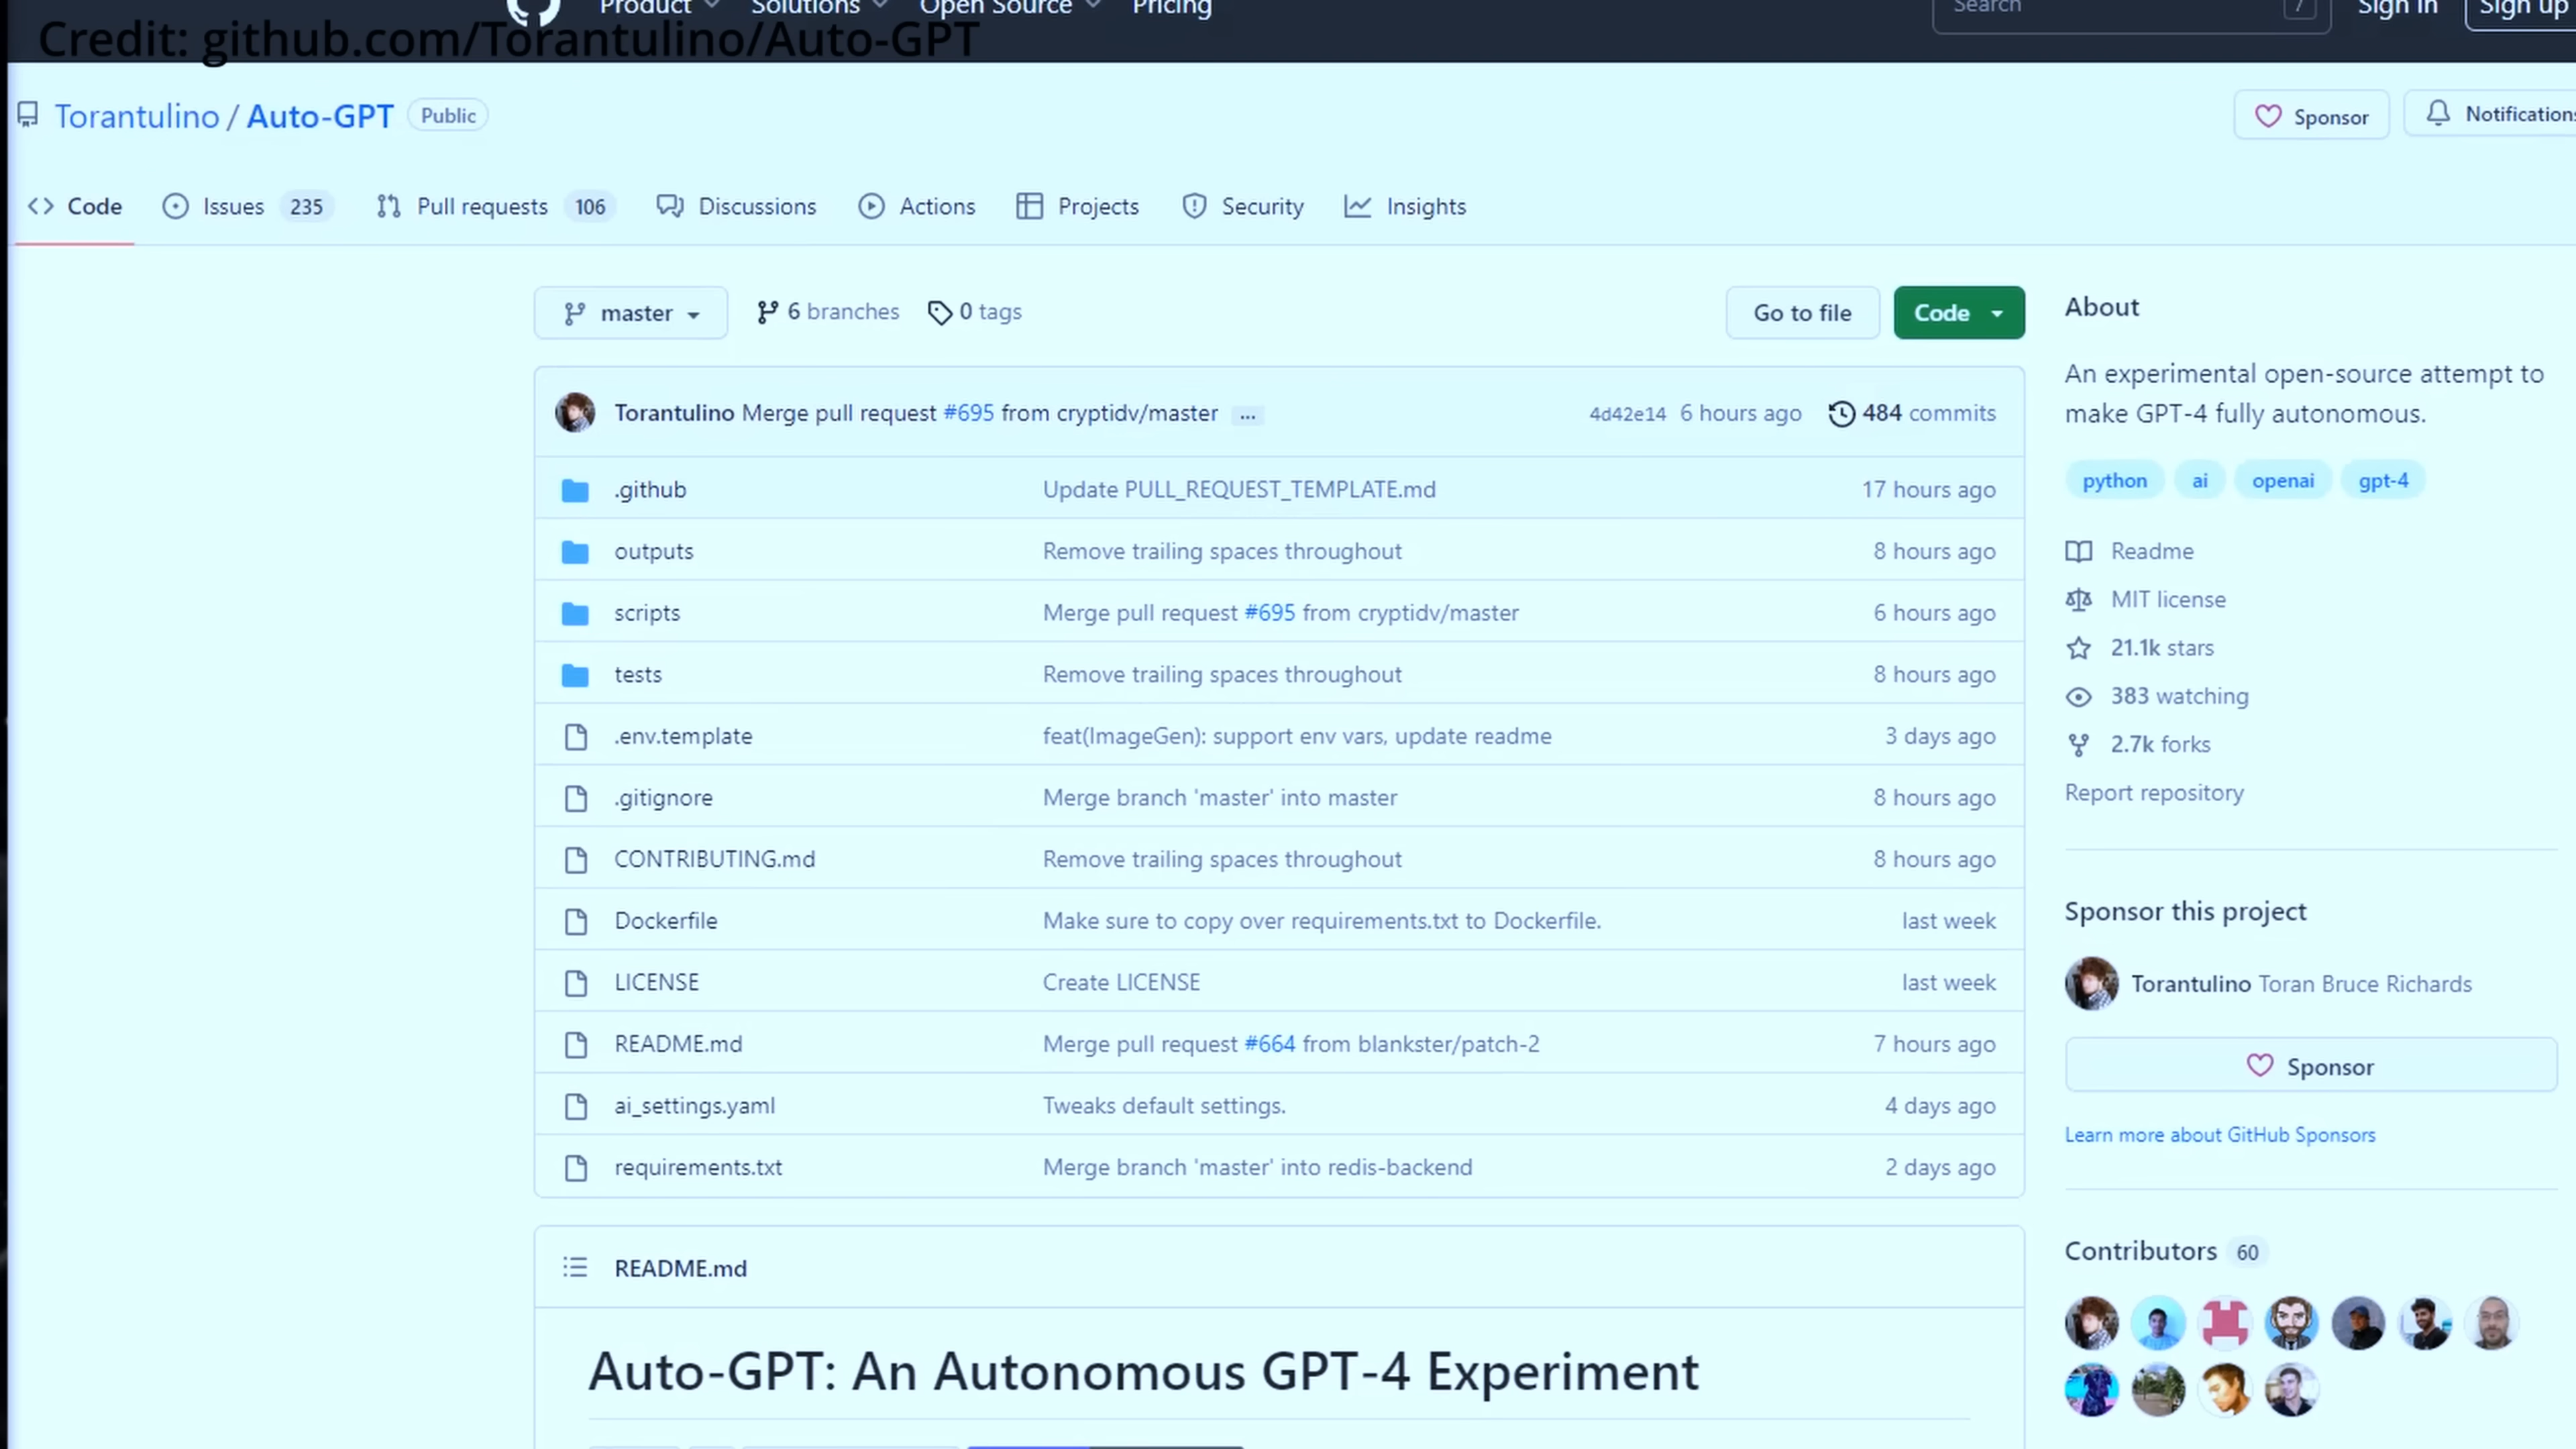 Product Solutions Open Source Pricing Search / Sign in Sign up
Credit: github.com/Torantulino/Auto-GPT
Torantulino / Auto-GPT Public Sponsor Notifications
Code Issues 235 Pull requests 106 Discussions Actions Projects Security Insights
master 6 branches 0 tags Go to file Code
Torantulino Merge pull request #695 from cryptidv/master ... 4d42e14 6 hours ago 484 commits
.github Update PULL_REQUEST_TEMPLATE.md 17 hours ago
outputs Remove trailing spaces throughout 8 hours ago
scripts Merge pull request #695 from cryptidv/master 6 hours ago
tests Remove trailing spaces throughout 8 hours ago
.env.template feat(ImageGen): support env vars, update readme 3 days ago
.gitignore Merge branch 'master' into master 8 hours ago
CONTRIBUTING.md Remove trailing spaces throughout 8 hours ago
Dockerfile Make sure to copy over requirements.txt to Dockerfile. last week
LICENSE Create LICENSE last week
README.md Merge pull request #664 from blankster/patch-2 7 hours ago
ai_settings.yaml Tweaks default settings. 4 days ago
requirements.txt Merge branch 'master' into redis-backend 2 days ago
README.md
Auto-GPT: An Autonomous GPT-4 Experiment
About
An experimental open-source attempt to
make GPT-4 fully autonomous.
python ai openai gpt-4
Readme
MIT license
21.1k stars
383 watching
2.7k forks
Report repository
Sponsor this project
Torantulino Toran Bruce Richards
Sponsor
Learn more about GitHub Sponsors
Contributors 60